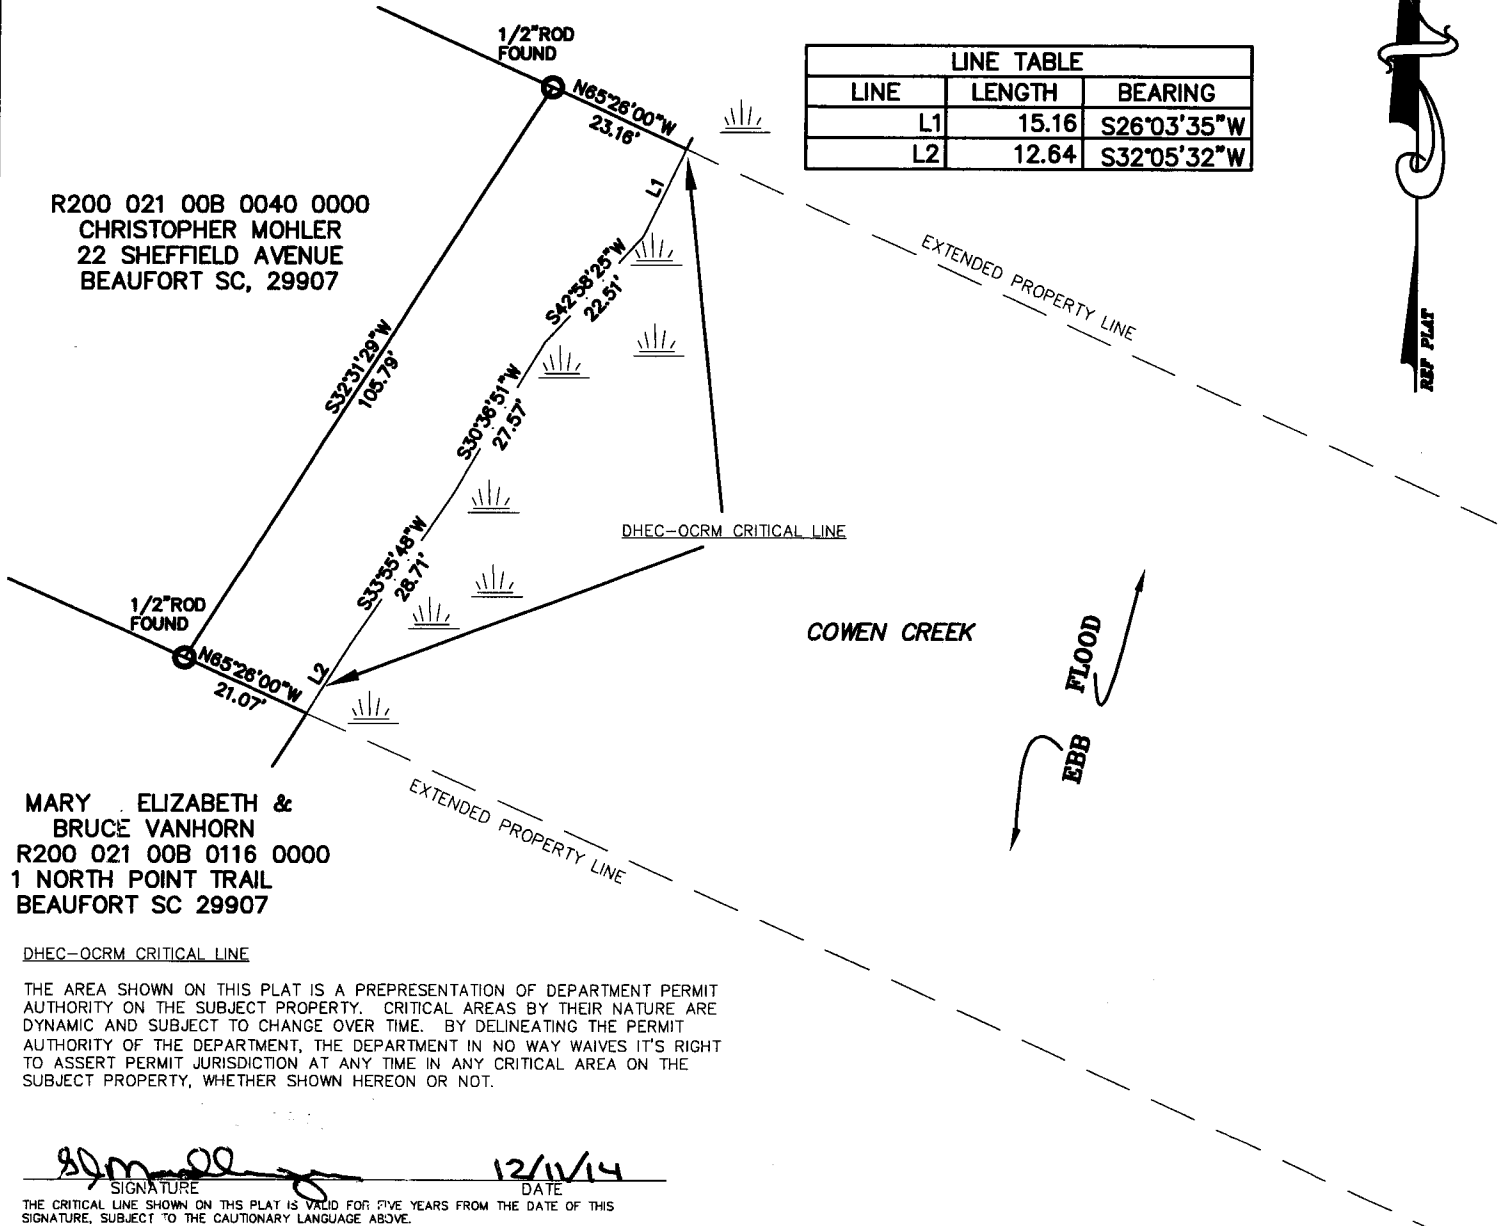 1/2"ROD
FOUND
N65°26'00"W
23.16'
LINE TABLE
LINE LENGTH BEARING
L1 15.16 S26°03'35"W
L2 12.64 S32°05'32"W
REF PLAT
R200 021 00B 0040 0000
CHRISTOPHER MOHLER
22 SHEFFIELD AVENUE
BEAUFORT SC, 29907
L1
EXTENDED PROPERTY LINE
S42°58'25"W
22.51'
S32°31'29"W
105.79'
S30°36'51"W
27.57'
DHEC-OCRM CRITICAL LINE
S33°55'48"W
28.71'
1/2"ROD
FOUND
N65°26'00"W
21.07'
L2
COWEN CREEK
FLOOD
EBB
EXTENDED PROPERTY LINE
MARY ELIZABETH &
BRUCE VANHORN
R200 021 00B 0116 0000
1 NORTH POINT TRAIL
BEAUFORT SC 29907
DHEC-OCRM CRITICAL LINE
THE AREA SHOWN ON THIS PLAT IS A PREPRESENTATION OF DEPARTMENT PERMIT
AUTHORITY ON THE SUBJECT PROPERTY. CRITICAL AREAS BY THEIR NATURE ARE
DYNAMIC AND SUBJECT TO CHANGE OVER TIME. BY DELINEATING THE PERMIT
AUTHORITY OF THE DEPARTMENT, THE DEPARTMENT IN NO WAY WAIVES IT'S RIGHT
TO ASSERT PERMIT JURISDICTION AT ANY TIME IN ANY CRITICAL AREA ON THE
SUBJECT PROPERTY, WHETHER SHOWN HEREON OR NOT.
12/11/14
SIGNATURE DATE
THE CRITICAL LINE SHOWN ON THS PLAT IS VALID FOR FIVE YEARS FROM THE DATE OF THIS
SIGNATURE, SUBJECT TO THE CAUTIONARY LANGUAGE ABOVE.